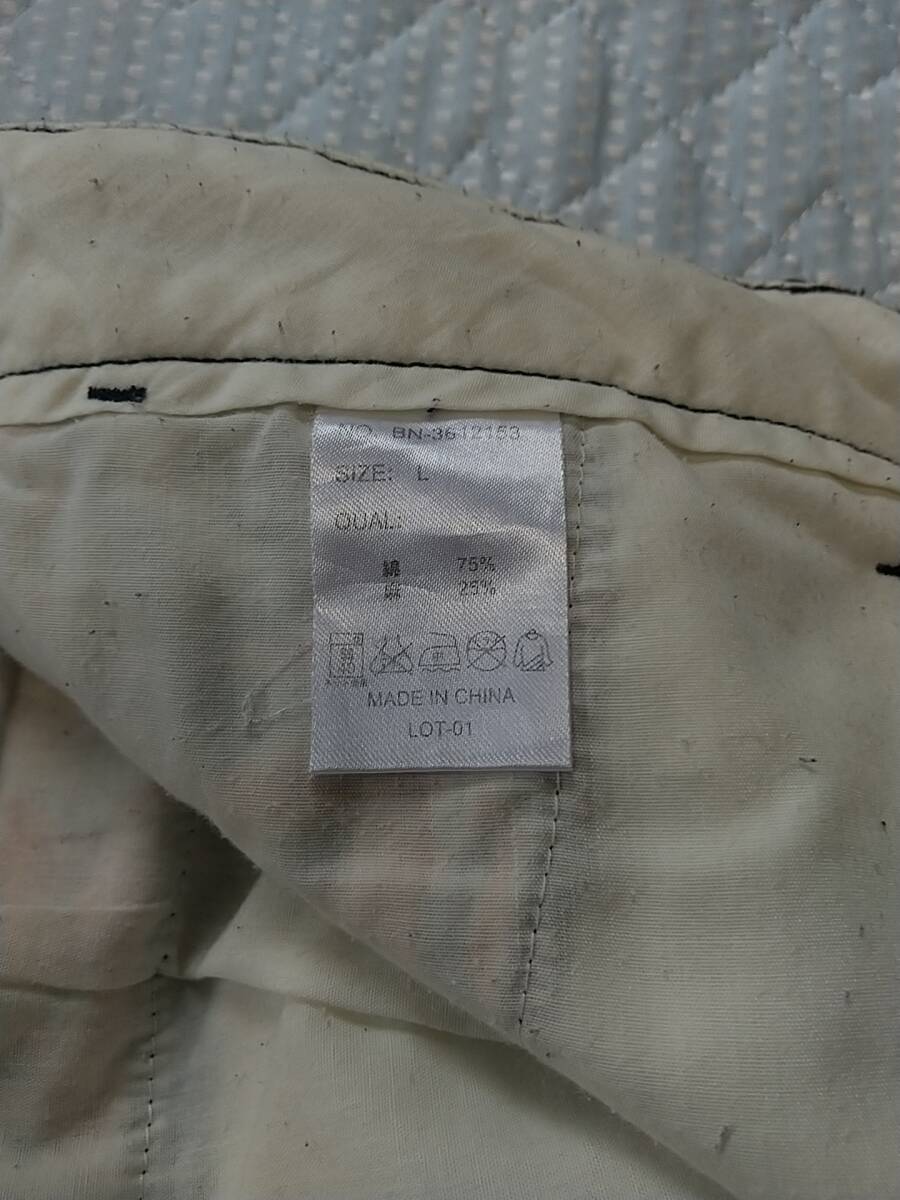 NO. BN-3612153
SIZE: L
QUAL:
綿 75%
麻 25%
MADE IN CHINA
LOT-01